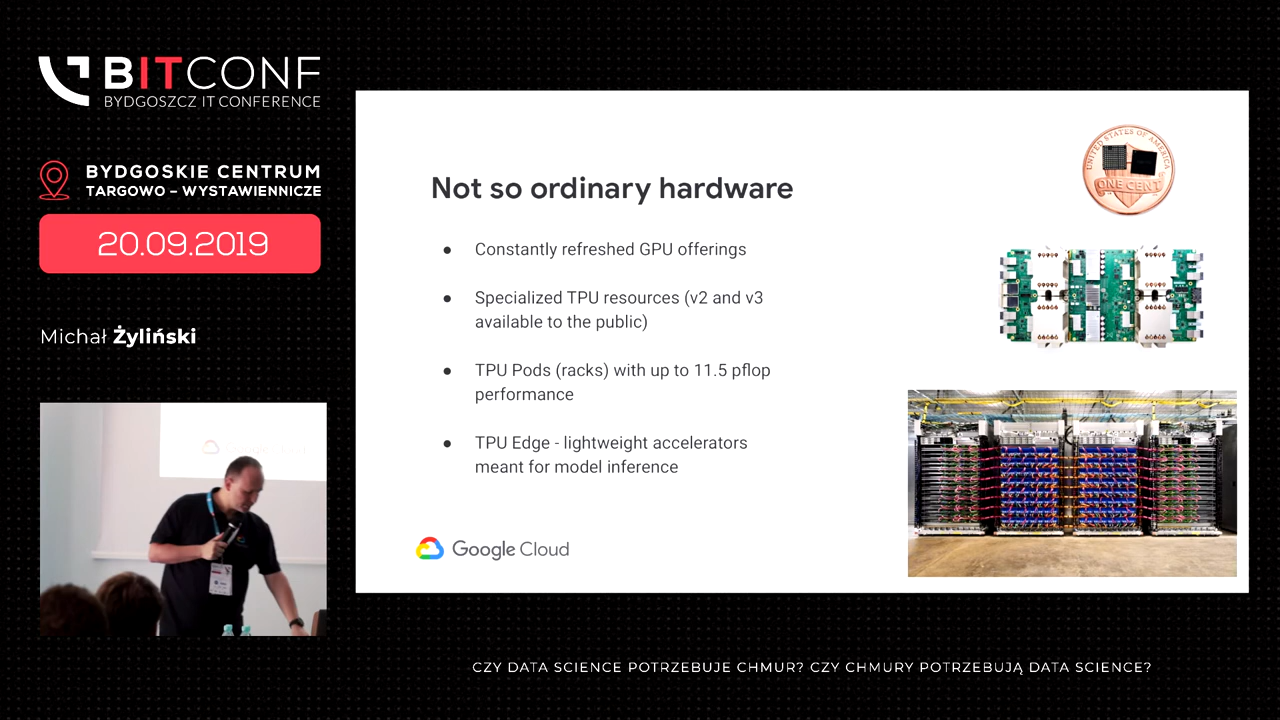 BITCONF
BYDGOSZCZ IT CONFERENCE
BYDGOSKIE CENTRUM
TARGOWO – WYSTAWIENNICZE
20.09.2019
Michał Żyliński
Not so ordinary hardware
● Constantly refreshed GPU offerings
● Specialized TPU resources (v2 and v3
available to the public)
● TPU Pods (racks) with up to 11.5 pflop
performance
● TPU Edge - lightweight accelerators
meant for model inference
Google Cloud
UNITED STATES OF AMERICA
ONE CENT
CZY DATA SCIENCE POTRZEBUJE CHMUR? CZY CHMURY POTRZEBUJĄ DATA SCIENCE?